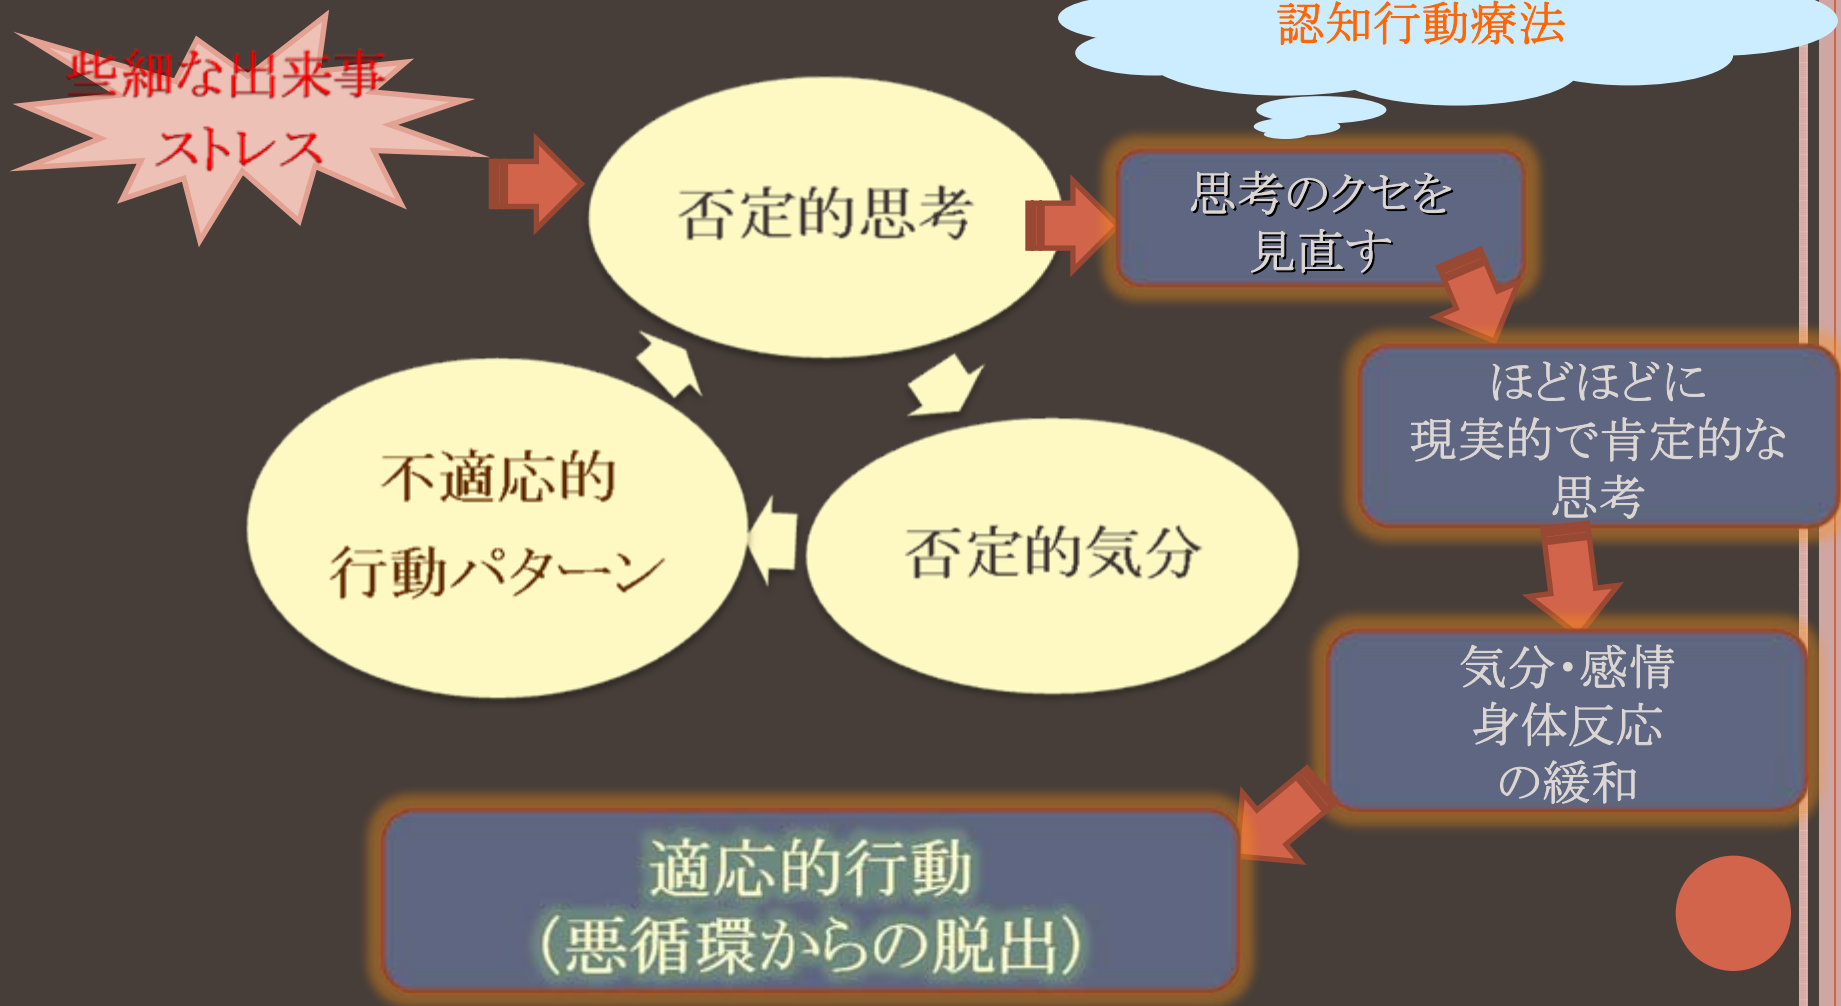 認知行動療法
些細な出来事
ストレス
否定的思考
思考のクセを
見直す
ほどほどに
現実的で肯定的な
思考
不適応的
行動パターン
否定的気分
気分・感情
身体反応
の緩和
適応的行動
（悪循環からの脱出）